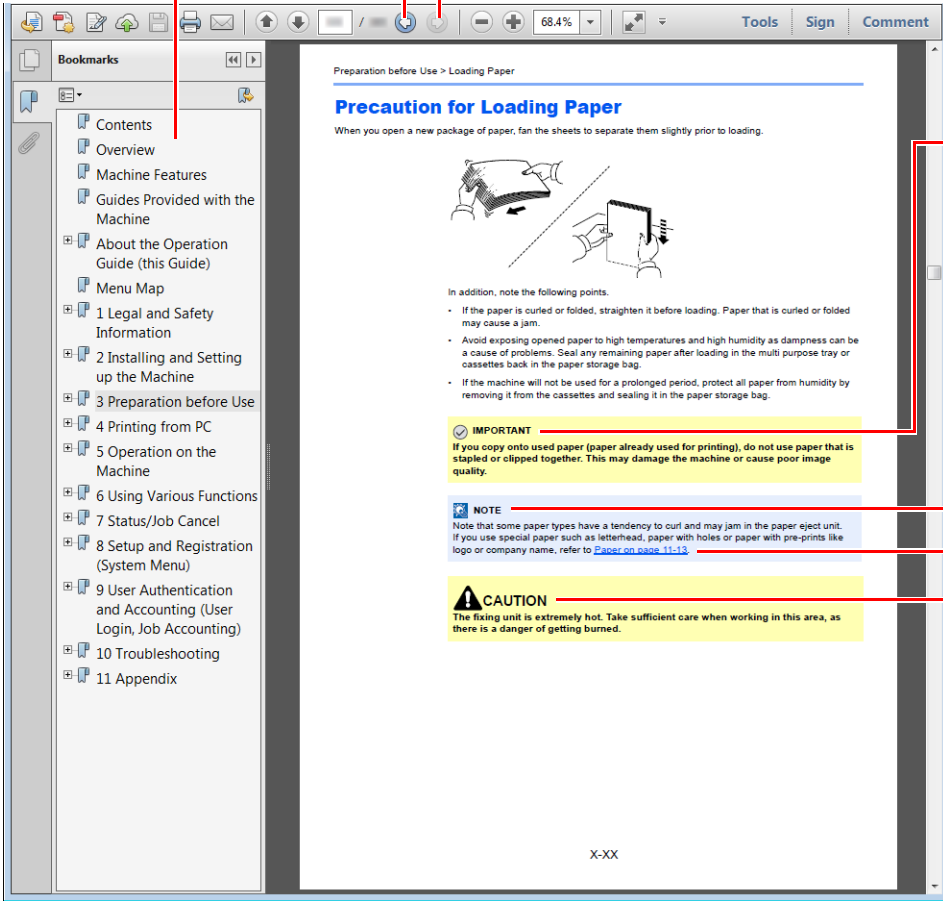 / 68.4% Tools Sign Comment
Bookmarks
Contents
Overview
Machine Features
Guides Provided with the
Machine
About the Operation
Guide (this Guide)
Menu Map
1 Legal and Safety
Information
2 Installing and Setting
up the Machine
3 Preparation before Use
4 Printing from PC
5 Operation on the
Machine
6 Using Various Functions
7 Status/Job Cancel
8 Setup and Registration
(System Menu)
9 User Authentication
and Accounting (User
Login, Job Accounting)
10 Troubleshooting
11 Appendix
Preparation before Use > Loading Paper
Precaution for Loading Paper
When you open a new package of paper, fan the sheets to separate them slightly prior to loading.
In addition, note the following points.
• If the paper is curled or folded, straighten it before loading. Paper that is curled or folded
may cause a jam.
• Avoid exposing opened paper to high temperatures and high humidity as dampness can be
a cause of problems. Seal any remaining paper after loading in the multi purpose tray or
cassettes back in the paper storage bag.
• If the machine will not be used for a prolonged period, protect all paper from humidity by
removing it from the cassettes and sealing it in the paper storage bag.
IMPORTANT
If you copy onto used paper (paper already used for printing), do not use paper that is
stapled or clipped together. This may damage the machine or cause poor image
quality.
NOTE
Note that some paper types have a tendency to curl and may jam in the paper eject unit.
If you use special paper such as letterhead, paper with holes or paper with pre-prints like
logo or company name, refer to Paper on page 11-13.
CAUTION
The fixing unit is extremely hot. Take sufficient care when working in this area, as
there is a danger of getting burned.
X-XX